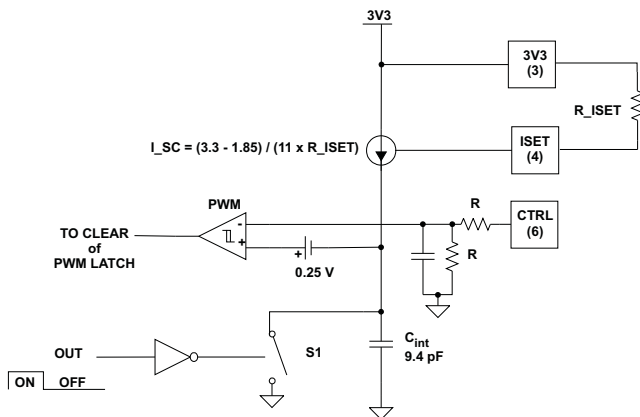 3V3
3V3
(3)
R_ISET
I_SC = (3.3 - 1.85) / (11 x R_ISET)
ISET
(4)
PWM
R
CTRL
(6)
-
+
TO CLEAR
of
PWM LATCH
+
0.25 V
R
OUT
S1
Cint
9.4 pF
ON OFF